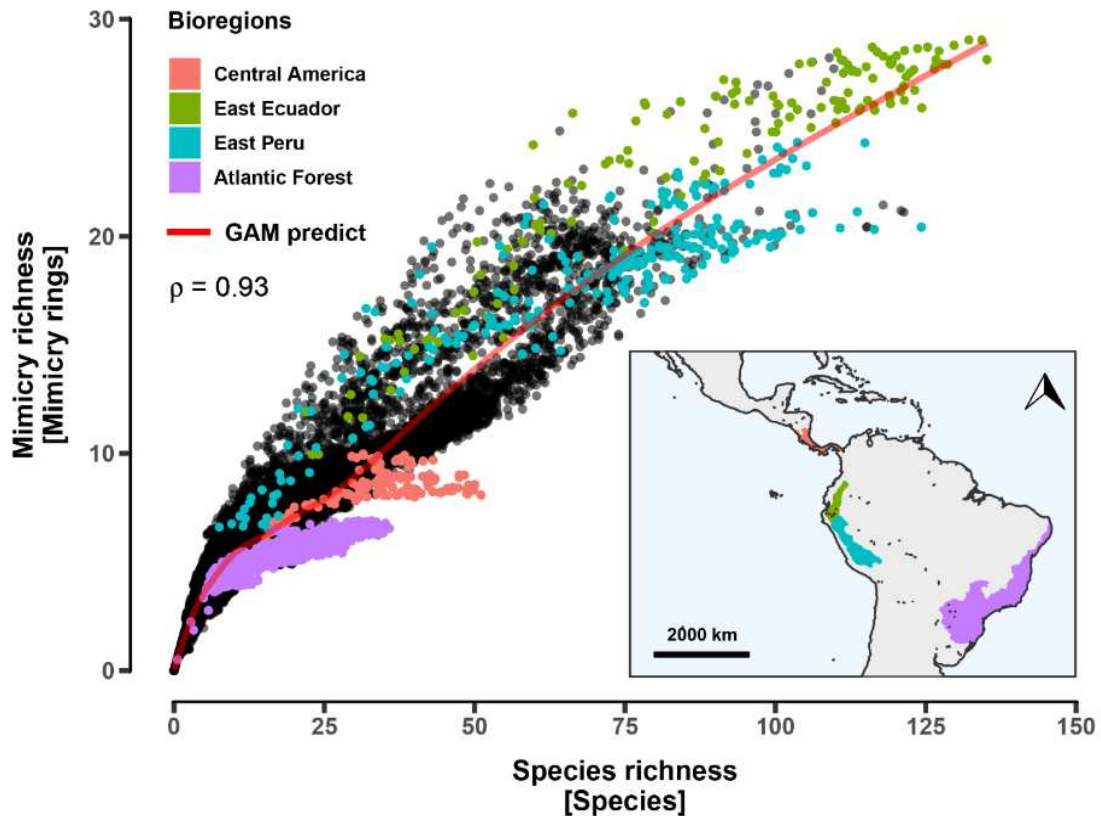 Bioregions
Central America
East Ecuador
East Peru
Atlantic Forest
GAM predict
ρ = 0.93
Mimicry richness
[Mimicry rings]
30
20
10
0
2000 km
0 25 50 75 100 125 150
Species richness
[Species]